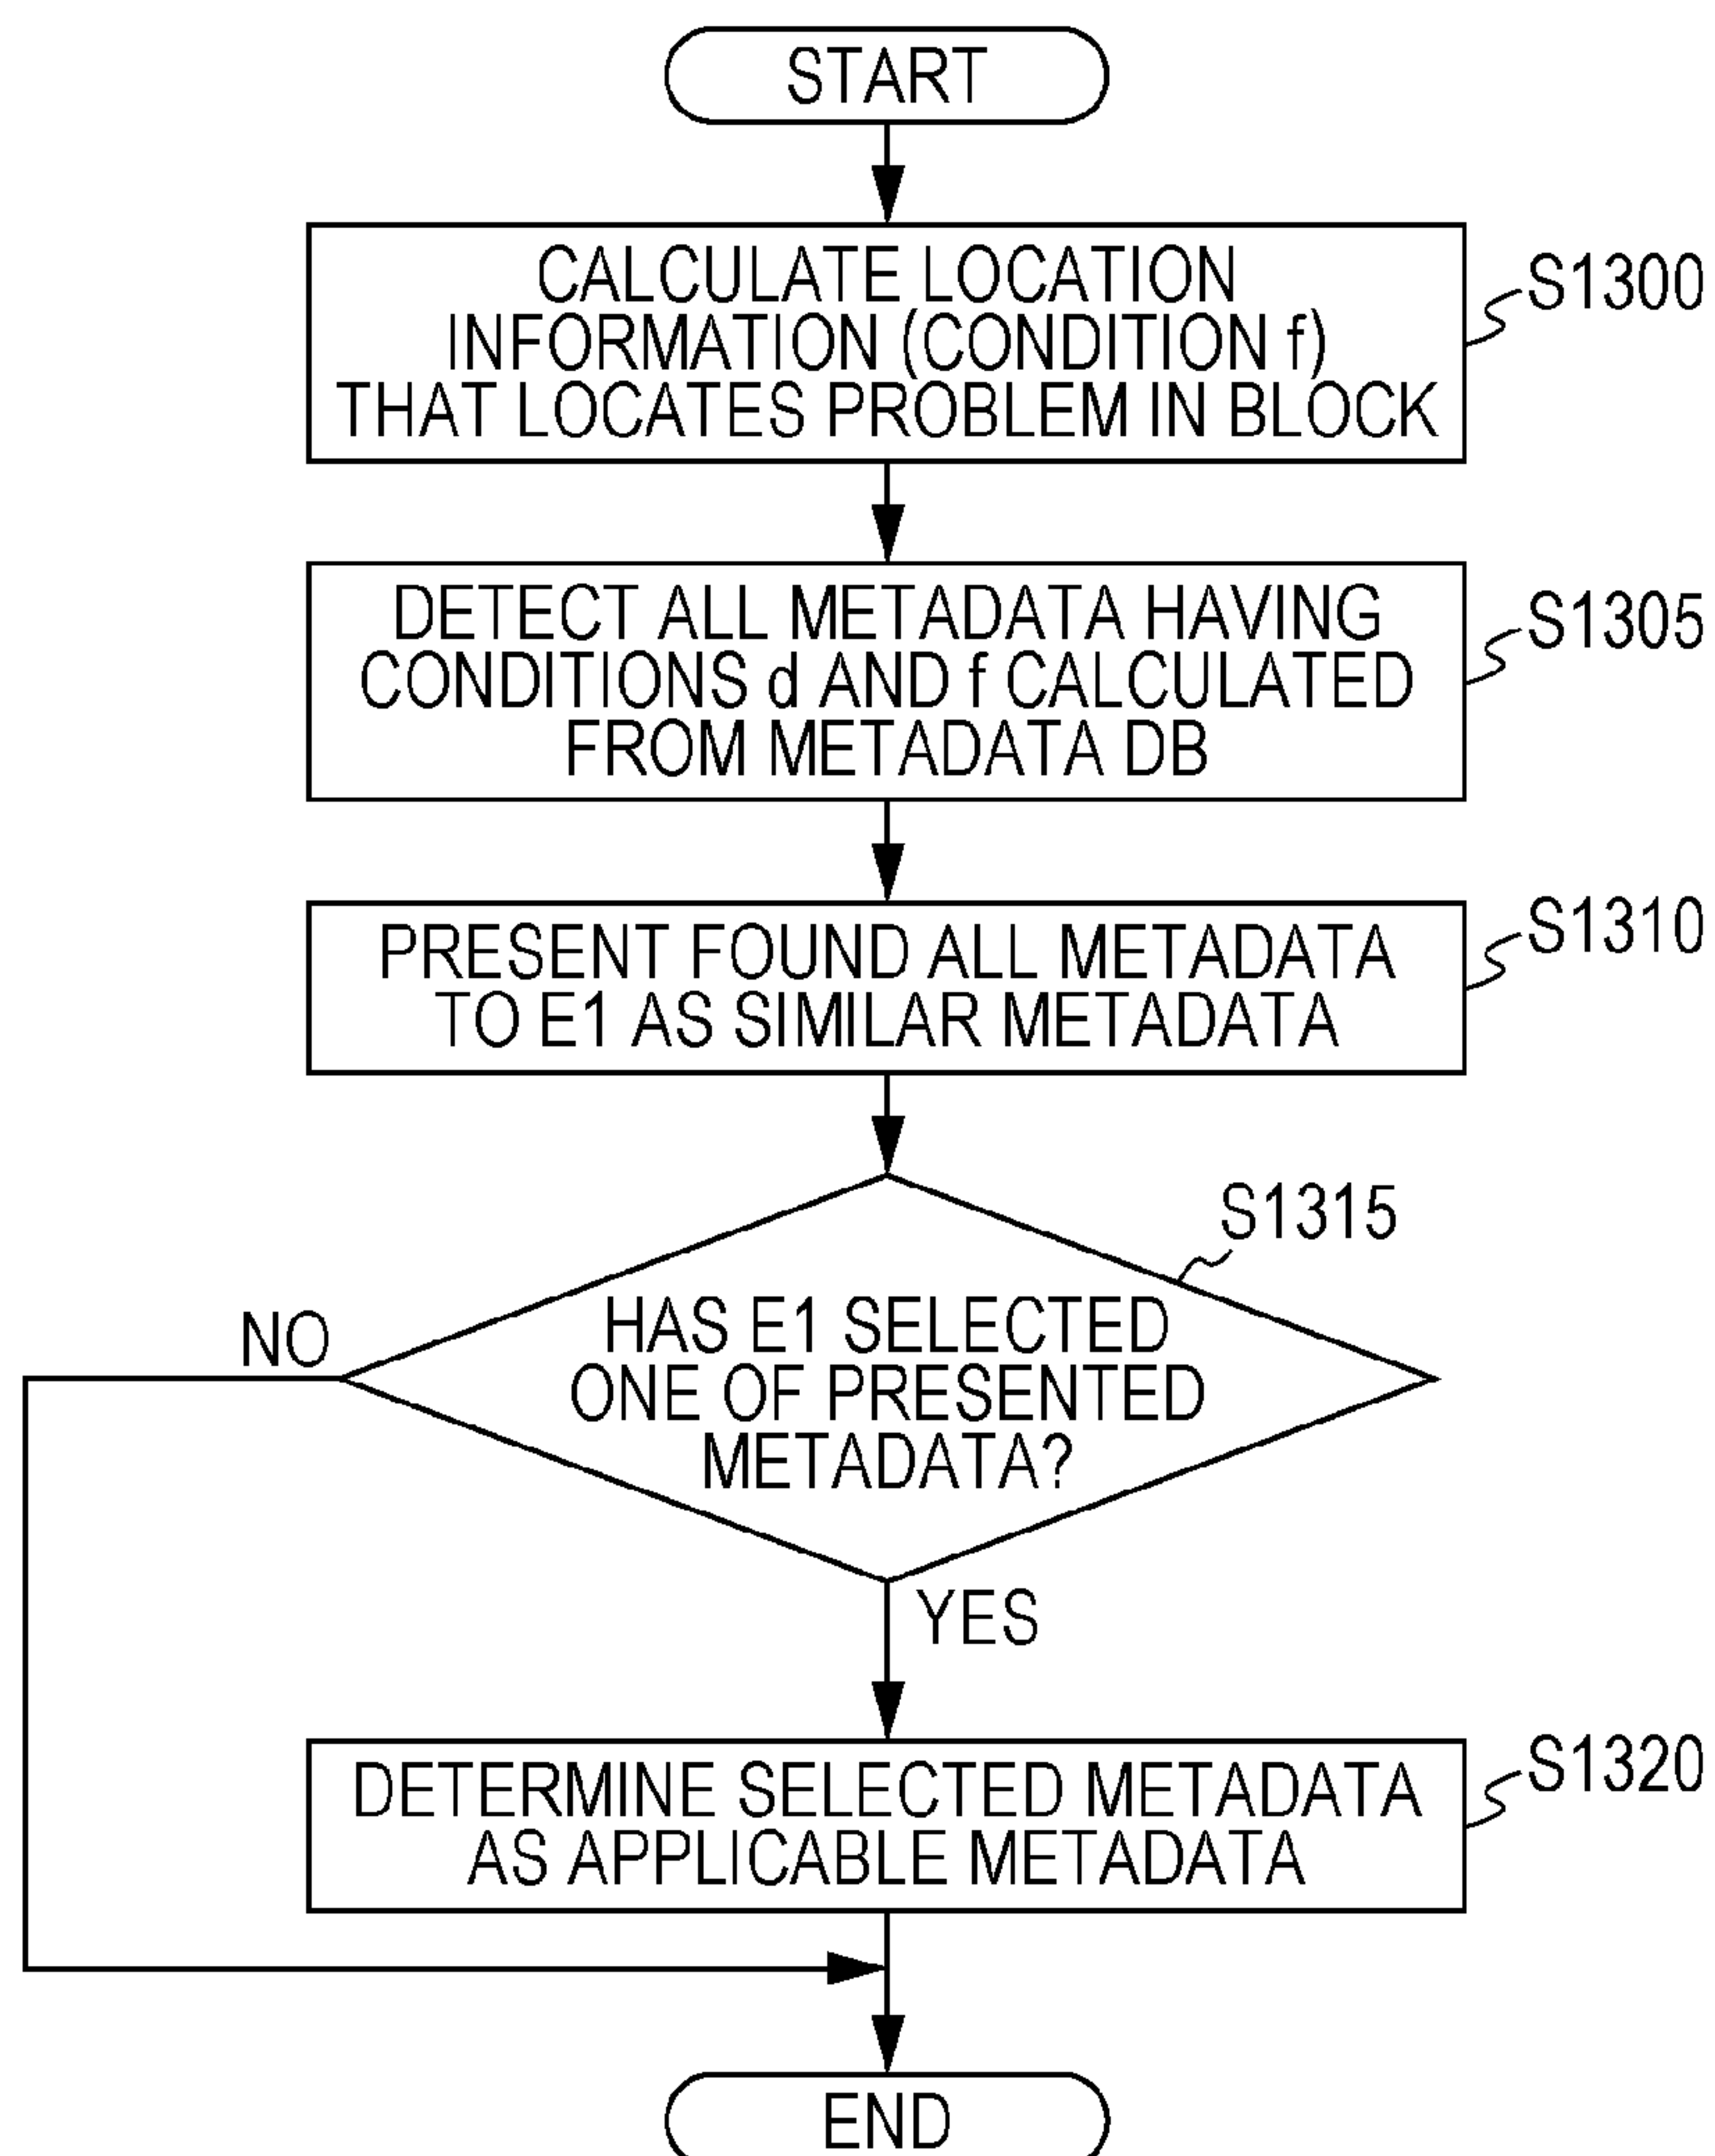 START
CALCULATE LOCATION
INFORMATION (CONDITION f)
THAT LOCATES PROBLEM IN BLOCK
S1300
DETECT ALL METADATA HAVING
CONDITIONS d AND f CALCULATED
FROM METADATA DB
S1305
PRESENT FOUND ALL METADATA
TO E1 AS SIMILAR METADATA
S1310
HAS E1 SELECTED
ONE OF PRESENTED
METADATA?
S1315
NO
YES
DETERMINE SELECTED METADATA
AS APPLICABLE METADATA
S1320
END